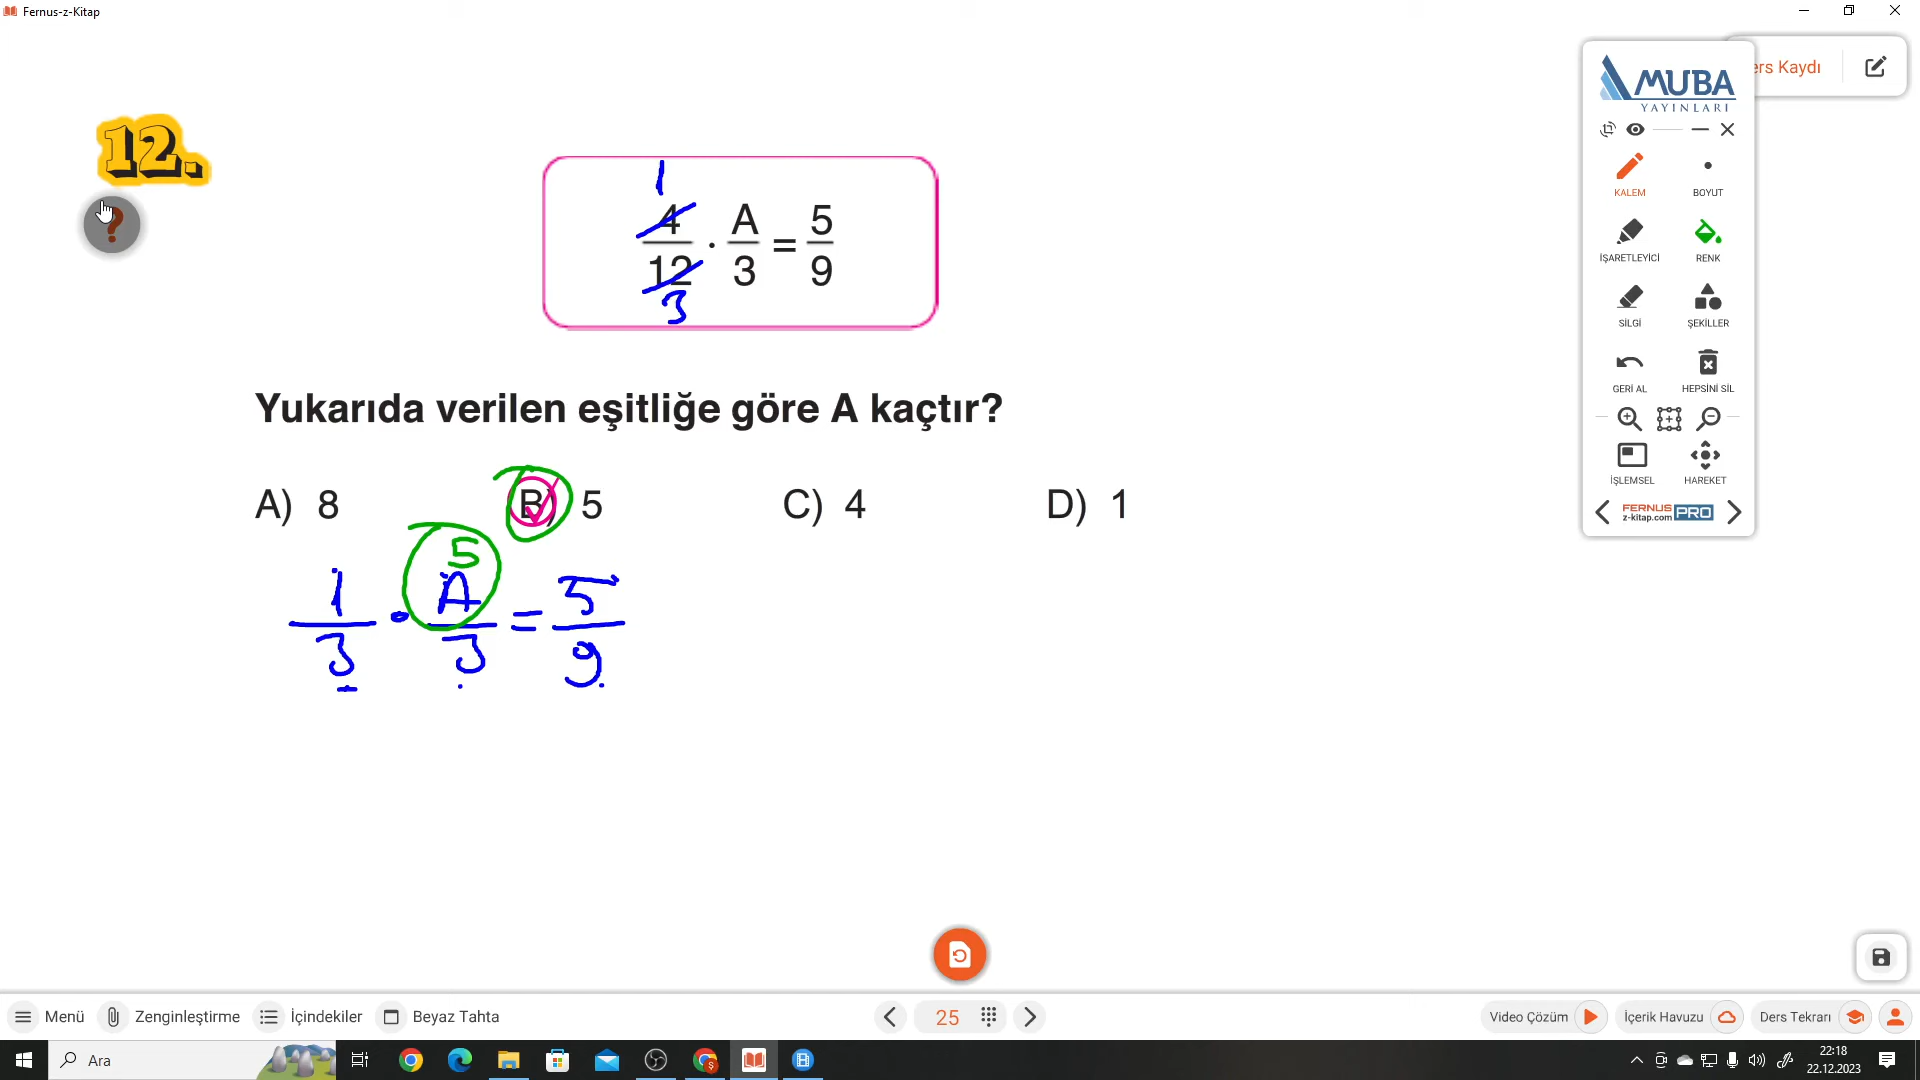 Fernus-z-Kitap
Ders Kaydı
MUBA
YAYINLARI
12.
?
1
4/12 · A/3 = 5/9
3
Yukarıda verilen eşitliğe göre A kaçtır?
A) 8 B) 5 C) 4 D) 1
5
1/3 · A/3 = 5/9
KALEM BOYUT
İŞARETLEYİCİ RENK
SİLGİ ŞEKİLLER
GERİ AL HEPSİNİ SİL
İŞLEMSEL HAREKET
FERNUS
z-kitap.com PRO
Menü Zenginleştirme İçindekiler Beyaz Tahta 25 Video Çözüm İçerik Havuzu Ders Tekrarı
Ara
22:18
22.12.2023